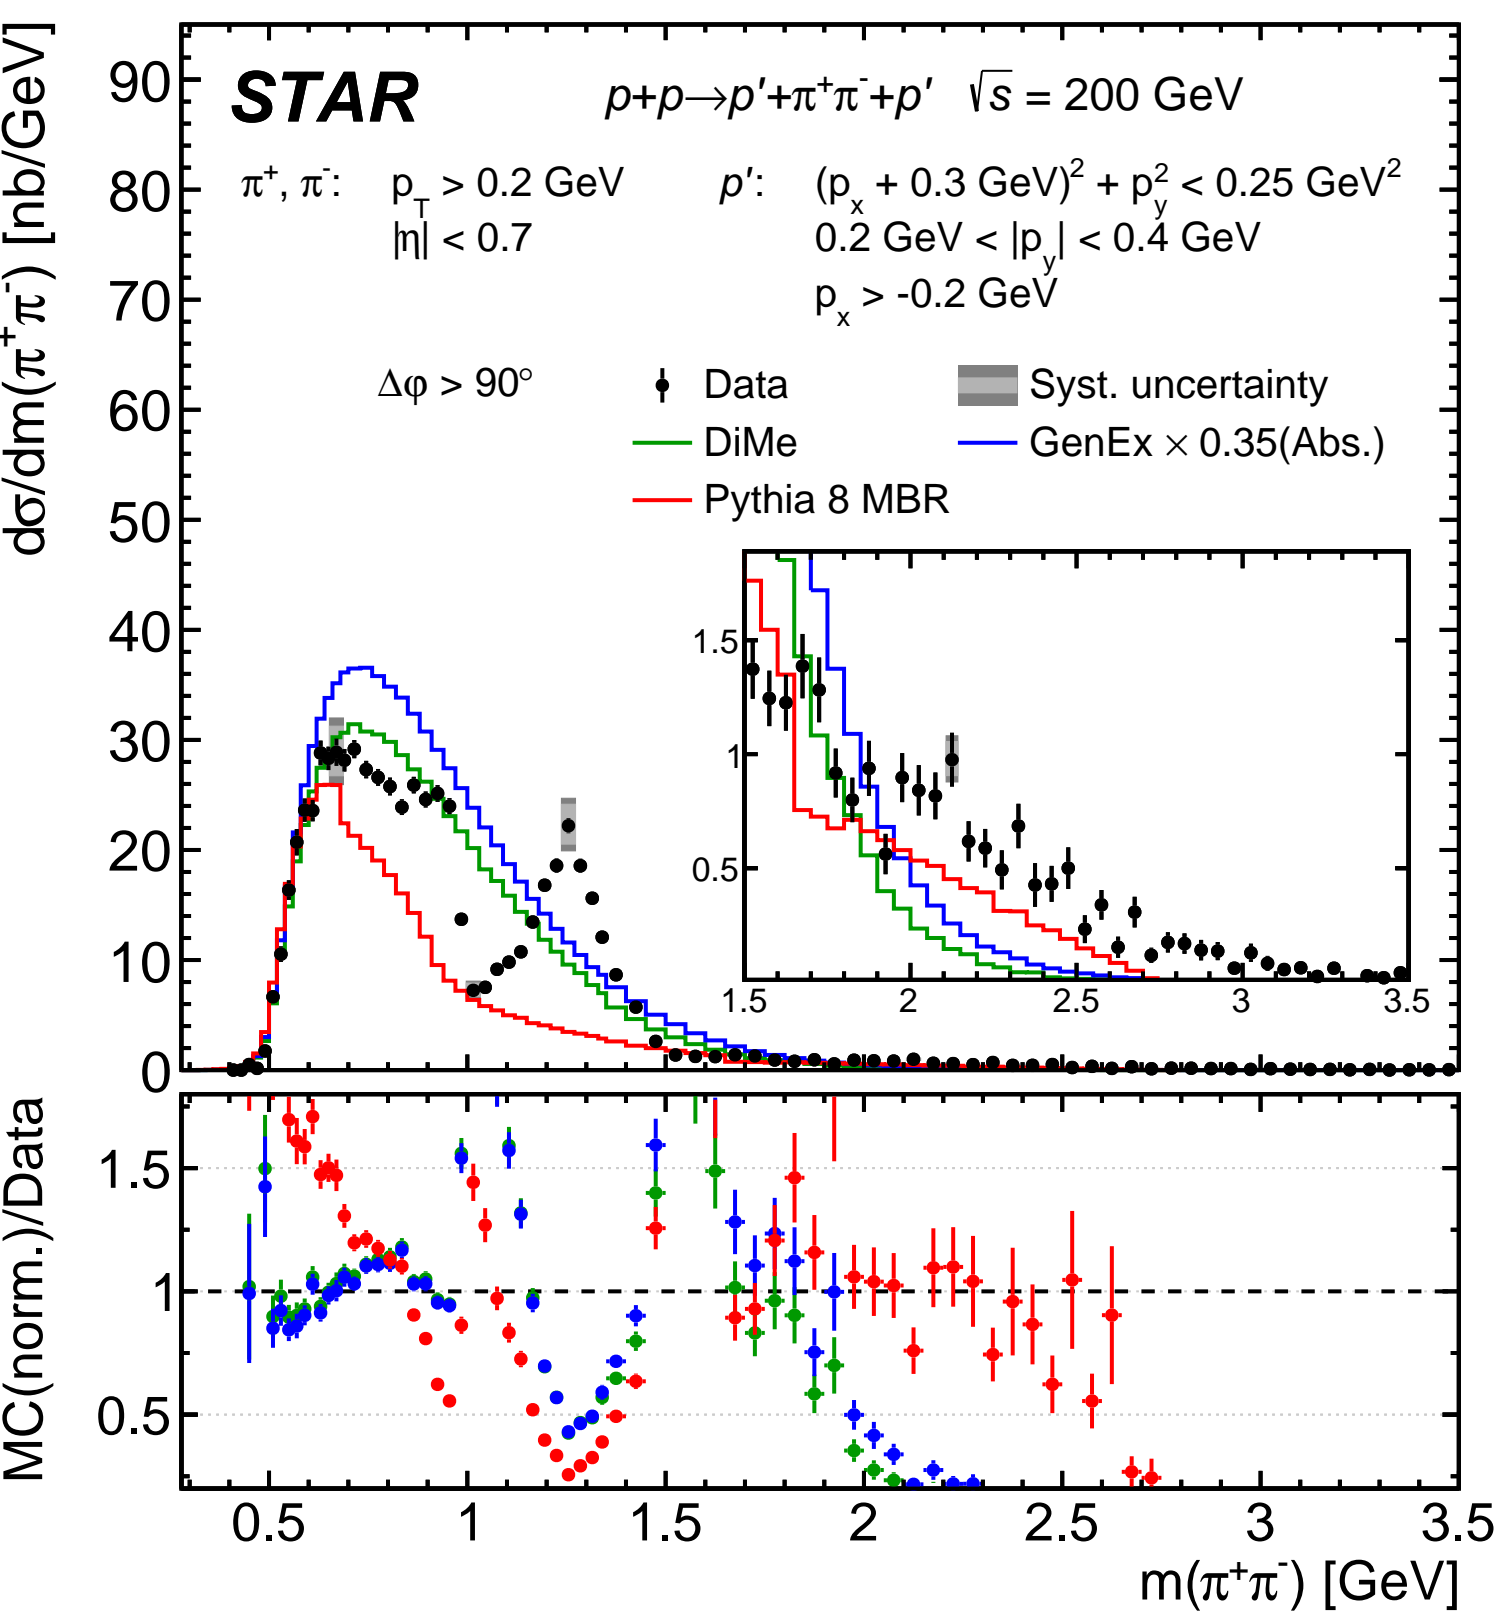 STAR p+p→p′+π⁺π⁻+p′ √s = 200 GeV
π⁺, π⁻: p_T > 0.2 GeV p′: (p_x + 0.3 GeV)² + p_y² < 0.25 GeV²
|η| < 0.7 0.2 GeV < |p_y| < 0.4 GeV
p_x > -0.2 GeV
Δφ > 90°
Data Syst. uncertainty
DiMe GenEx × 0.35(Abs.)
Pythia 8 MBR
dσ/dm(π⁺π⁻) [nb/GeV]
90
80
70
60
50
40
30
20
10
0
1.5
1
0.5
1.5 2 2.5 3 3.5
MC(norm.)/Data
1.5
1
0.5
0.5 1 1.5 2 2.5 3 3.5
m(π⁺π⁻) [GeV]